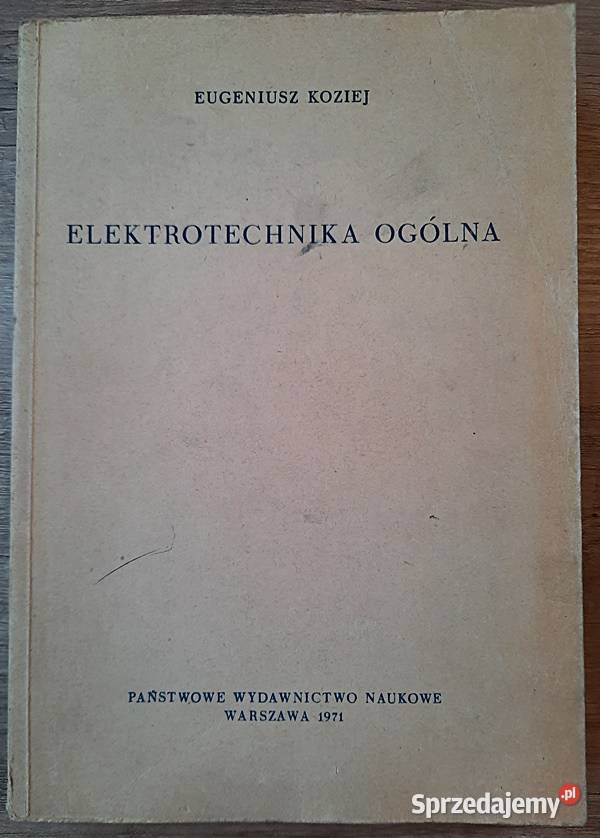 EUGENIUSZ KOZIEJ
ELEKTROTECHNIKA OGÓLNA
PAŃSTWOWE WYDAWNICTWO NAUKOWE
WARSZAWA 1971
Sprzedajemy.pl